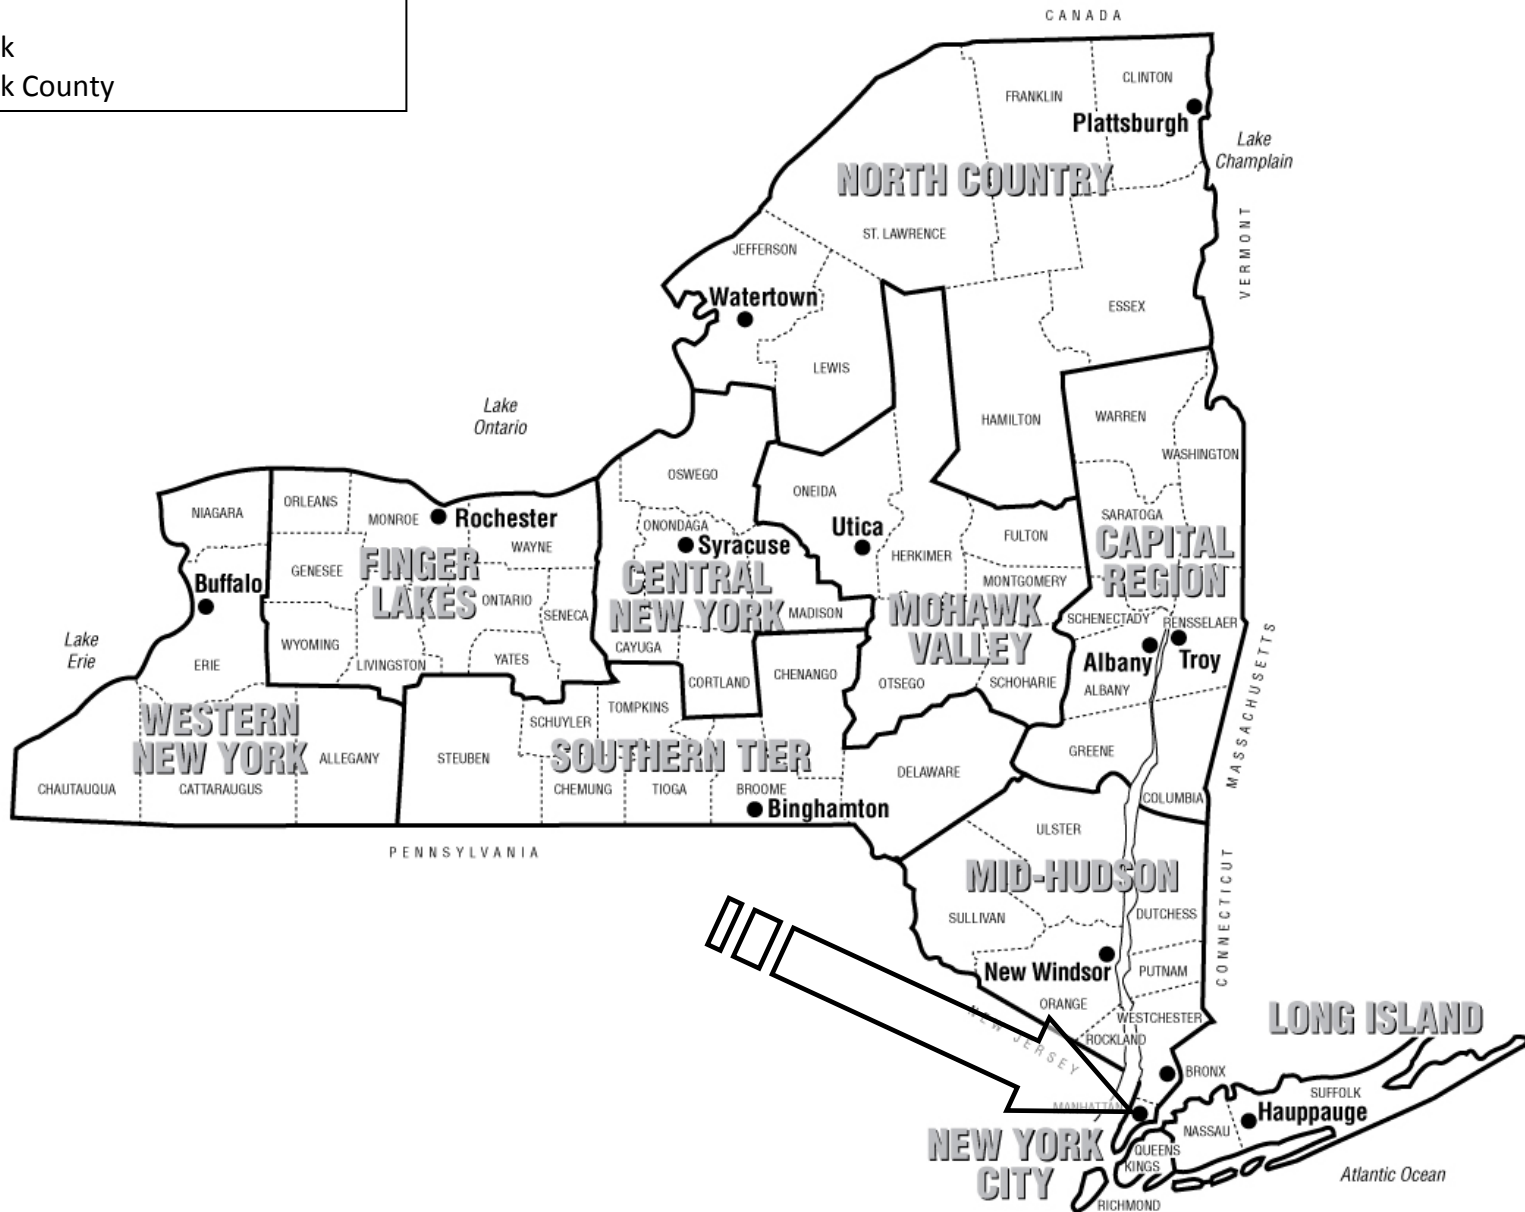 k
k County
CANADA
CLINTON
FRANKLIN
Plattsburgh
Lake
Champlain
NORTH COUNTRY
VERMONT
ST. LAWRENCE
JEFFERSON
Watertown
ESSEX
LEWIS
Lake
Ontario
HAMILTON
WARREN
WASHINGTON
OSWEGO
ONEIDA
ORLEANS
NIAGARA
MONROE
Rochester
ONONDAGA
Syracuse
Utica
SARATOGA
FULTON
CAPITAL
REGION
WAYNE
HERKIMER
GENESEE
FINGER
LAKES
Buffalo
CENTRAL
NEW YORK
MONTGOMERY
ONTARIO
SENECA
MADISON
MOHAWK
VALLEY
SCHENECTADY
RENSSELAER
Lake
Erie
WYOMING
CAYUGA
Albany
Troy
ERIE
LIVINGSTON
YATES
CORTLAND
CHENANGO
OTSEGO
SCHOHARIE
ALBANY
MASSACHUSETTS
WESTERN
NEW YORK
TOMPKINS
SCHUYLER
SOUTHERN TIER
ALLEGANY
STEUBEN
GREENE
DELAWARE
CHAUTAUQUA
CATTARAUGUS
CHEMUNG
TIOGA
BROOME
Binghamton
COLUMBIA
ULSTER
PENNSYLVANIA
MID-HUDSON
CONNECTICUT
SULLIVAN
DUTCHESS
New Windsor
PUTNAM
ORANGE
NEW JERSEY
WESTCHESTER
LONG ISLAND
ROCKLAND
BRONX
SUFFOLK
MANHATTAN
Hauppauge
NASSAU
NEW YORK
CITY
QUEENS
KINGS
Atlantic Ocean
RICHMOND